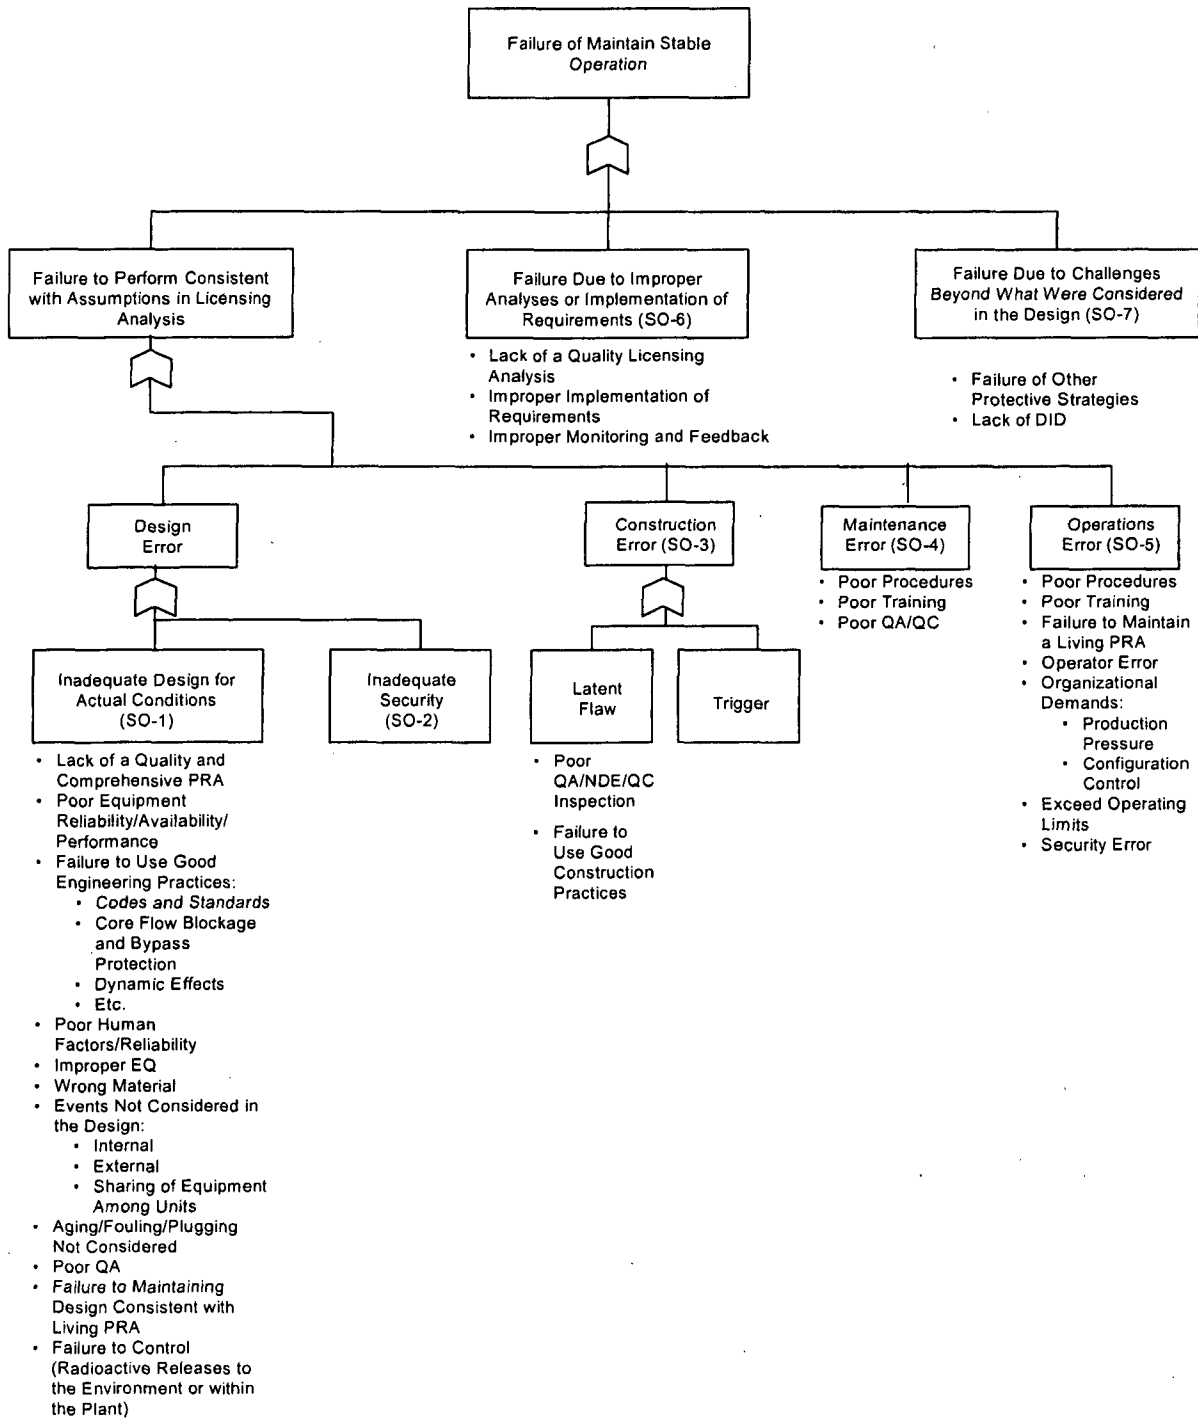 Failure of Maintain Stable
Operation
Failure to Perform Consistent
with Assumptions in Licensing
Analysis
Failure Due to Improper
Analyses or Implementation of
Requirements (SO-6)
• Lack of a Quality Licensing
Analysis
• Improper Implementation of
Requirements
• Improper Monitoring and Feedback
Failure Due to Challenges
Beyond What Were Considered
in the Design (SO-7)
• Failure of Other
Protective Strategies
• Lack of DID
Design
Error
Construction
Error (SO-3)
Maintenance
Error (SO-4)
• Poor Procedures
• Poor Training
• Poor QA/QC
Operations
Error (SO-5)
• Poor Procedures
• Poor Training
• Failure to Maintain
a Living PRA
• Operator Error
• Organizational
Demands:
• Production
Pressure
• Configuration
Control
• Exceed Operating
Limits
• Security Error
Inadequate Design for
Actual Conditions
(SO-1)
• Lack of a Quality and
Comprehensive PRA
• Poor Equipment
Reliability/Availability/
Performance
• Failure to Use Good
Engineering Practices:
• Codes and Standards
• Core Flow Blockage
and Bypass
Protection
• Dynamic Effects
• Etc.
• Poor Human
Factors/Reliability
• Improper EQ
• Wrong Material
• Events Not Considered in
the Design:
• Internal
• External
• Sharing of Equipment
Among Units
• Aging/Fouling/Plugging
Not Considered
• Poor QA
• Failure to Maintaining
Design Consistent with
Living PRA
• Failure to Control
(Radioactive Releases to
the Environment or within
the Plant)
Inadequate
Security
(SO-2)
Latent
Flaw
• Poor
QA/NDE/QC
Inspection
• Failure to
Use Good
Construction
Practices
Trigger